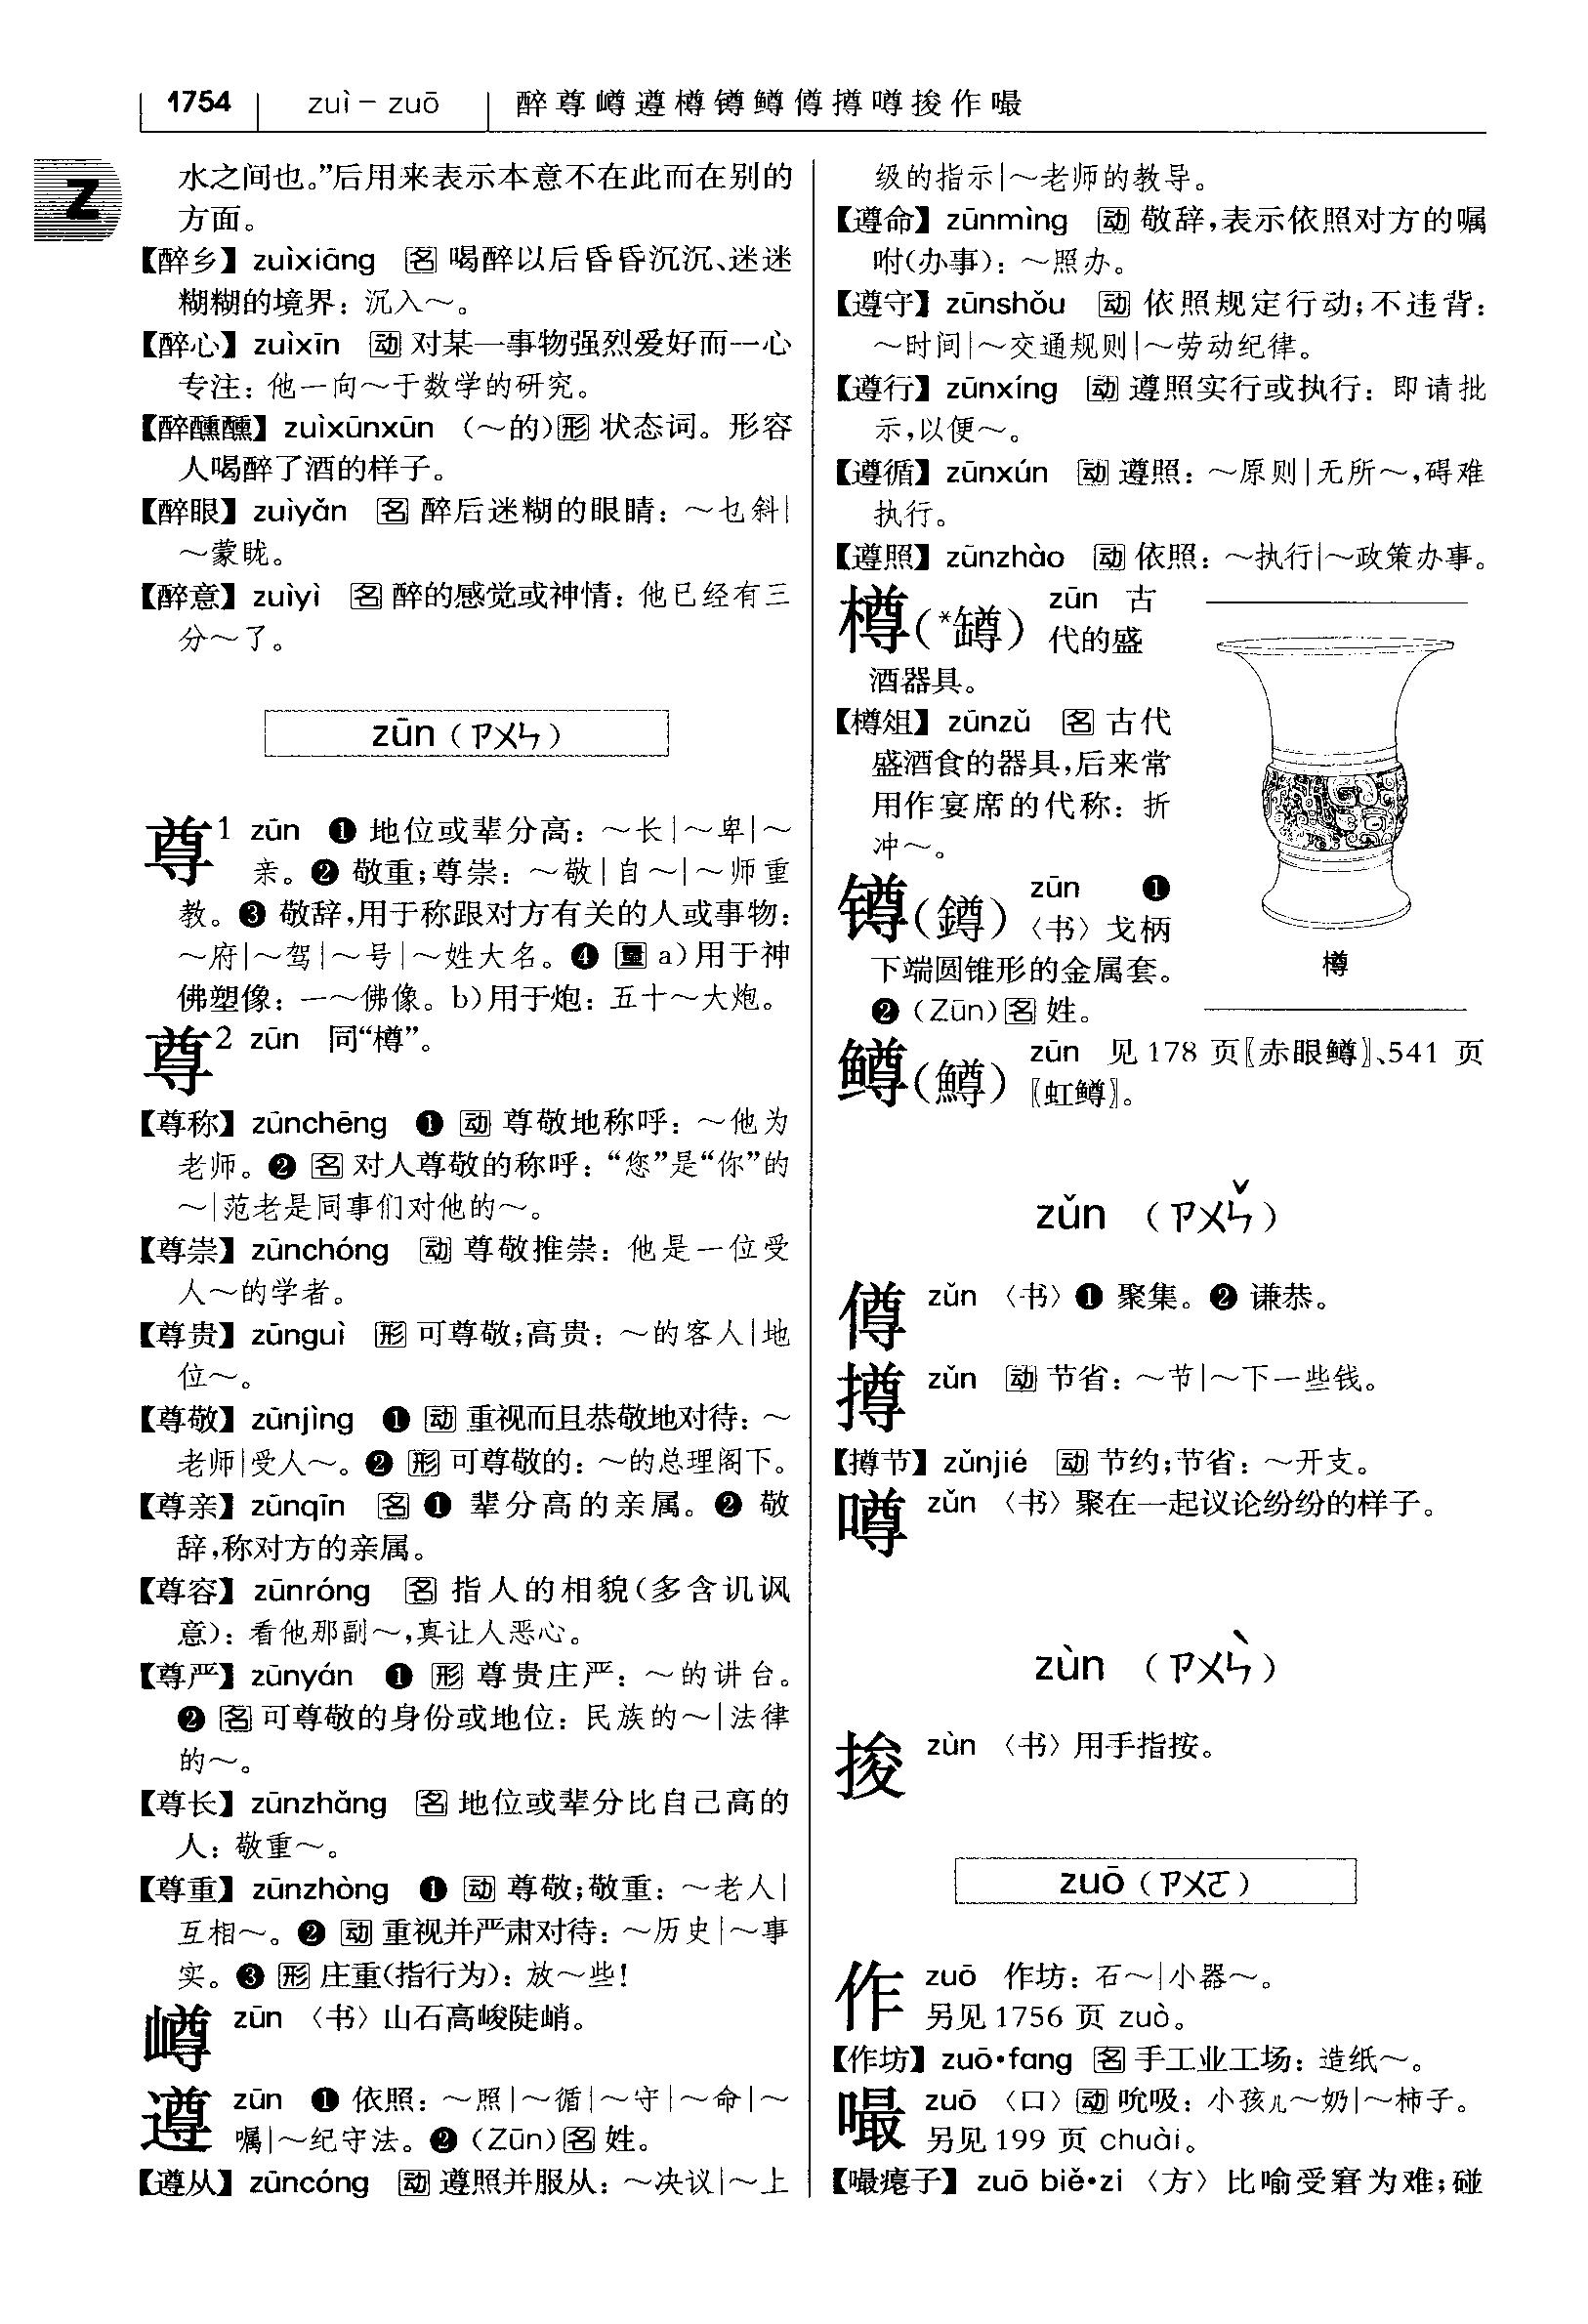 1754 zuì－zuō 醉尊嶟遵樽镈鳟僔撙噂捘作嘬
Z
水之间也。”后用来表示本意不在此而在别的
方面。
【醉乡】 zuìxiāng 名 喝醉以后昏昏沉沉、迷迷
糊糊的境界：沉入～。
【醉心】 zuìxīn 动 对某一事物强烈爱好而一心
专注：他一向～于数学的研究。
【醉醺醺】 zuìxūnxūn （～的）形 状态词。形容
人喝醉了酒的样子。
【醉眼】 zuìyǎn 名 醉后迷糊的眼睛：～乜斜|
～蒙眬。
【醉意】 zuìyì 名 醉的感觉或神情：他已经有三
分～了。
zūn（ㄗㄨㄣ）
尊1 zūn ❶ 地位或辈分高：～长|～卑|～
亲。❷ 敬重；尊崇：～敬|自～|～师重
教。❸ 敬辞，用于称跟对方有关的人或事物：
～府|～驾|～号|～姓大名。❹ 量 a）用于神
佛塑像：一～佛像。b）用于炮：五十～大炮。
尊2 zūn 同“樽”。
【尊称】 zūnchēng ❶ 动 尊敬地称呼：～他为
老师。❷ 名 对人尊敬的称呼：“您”是“你”的
～|范老是同事们对他的～。
【尊崇】 zūnchóng 动 尊敬推崇：他是一位受
人～的学者。
【尊贵】 zūnguì 形 可尊敬；高贵：～的客人|地
位～。
【尊敬】 zūnjìng ❶ 动 重视而且恭敬地对待：～
老师|受人～。❷ 形 可尊敬的：～的总理阁下。
【尊亲】 zūnqīn 名 ❶ 辈分高的亲属。❷ 敬
辞，称对方的亲属。
【尊容】 zūnróng 名 指人的相貌（多含讥讽
意）：看他那副～，真让人恶心。
【尊严】 zūnyán ❶ 形 尊贵庄严：～的讲台。
❷ 名 可尊敬的身份或地位：民族的～|法律
的～。
【尊长】 zūnzhǎng 名 地位或辈分比自己高的
人：敬重～。
【尊重】 zūnzhòng ❶ 动 尊敬；敬重：～老人|
互相～。❷ 动 重视并严肃对待：～历史|～事
实。❸ 形 庄重（指行为）：放～些！
嶟 zūn 〈书〉山石高峻陡峭。
遵 zūn ❶ 依照：～照|～循|～守|～命|～
嘱|～纪守法。❷（Zūn）名 姓。
【遵从】 zūncóng 动 遵照并服从：～决议|～上
级的指示|～老师的教导。
【遵命】 zūnmìng 动 敬辞，表示依照对方的嘱
咐（办事）：～照办。
【遵守】 zūnshǒu 动 依照规定行动；不违背：
～时间|～交通规则|～劳动纪律。
【遵行】 zūnxíng 动 遵照实行或执行：即请批
示，以便～。
【遵循】 zūnxún 动 遵照：～原则|无所～，碍难
执行。
【遵照】 zūnzhào 动 依照：～执行|～政策办事。
樽（*罇） zūn 古
代的盛
酒器具。
【樽俎】 zūnzǔ 名 古代
盛酒食的器具，后来常
用作宴席的代称：折
冲～。
樽
镈（鐏） zūn ❶
〈书〉戈柄
下端圆锥形的金属套。
❷（Zūn）名 姓。
鳟（鱒） zūn 见 178 页〖赤眼鳟〗、541 页
〖虹鳟〗。
zǔn （ㄗㄨㄣˇ）
僔 zǔn 〈书〉❶ 聚集。❷ 谦恭。
撙 zǔn 动 节省：～节|～下一些钱。
【撙节】 zǔnjié 动 节约；节省：～开支。
噂 zǔn 〈书〉聚在一起议论纷纷的样子。
zùn （ㄗㄨㄣˋ）
捘 zùn 〈书〉用手指按。
zuō（ㄗㄨㄛ）
作 zuō 作坊：石～|小器～。
另见 1756 页 zuò。
【作坊】 zuō•fang 名 手工业工场：造纸～。
嘬 zuō 〈口〉动 吮吸：小孩儿～奶|～柿子。
另见 199 页 chuài。
【嘬瘪子】 zuō biě•zi 〈方〉比喻受窘为难；碰